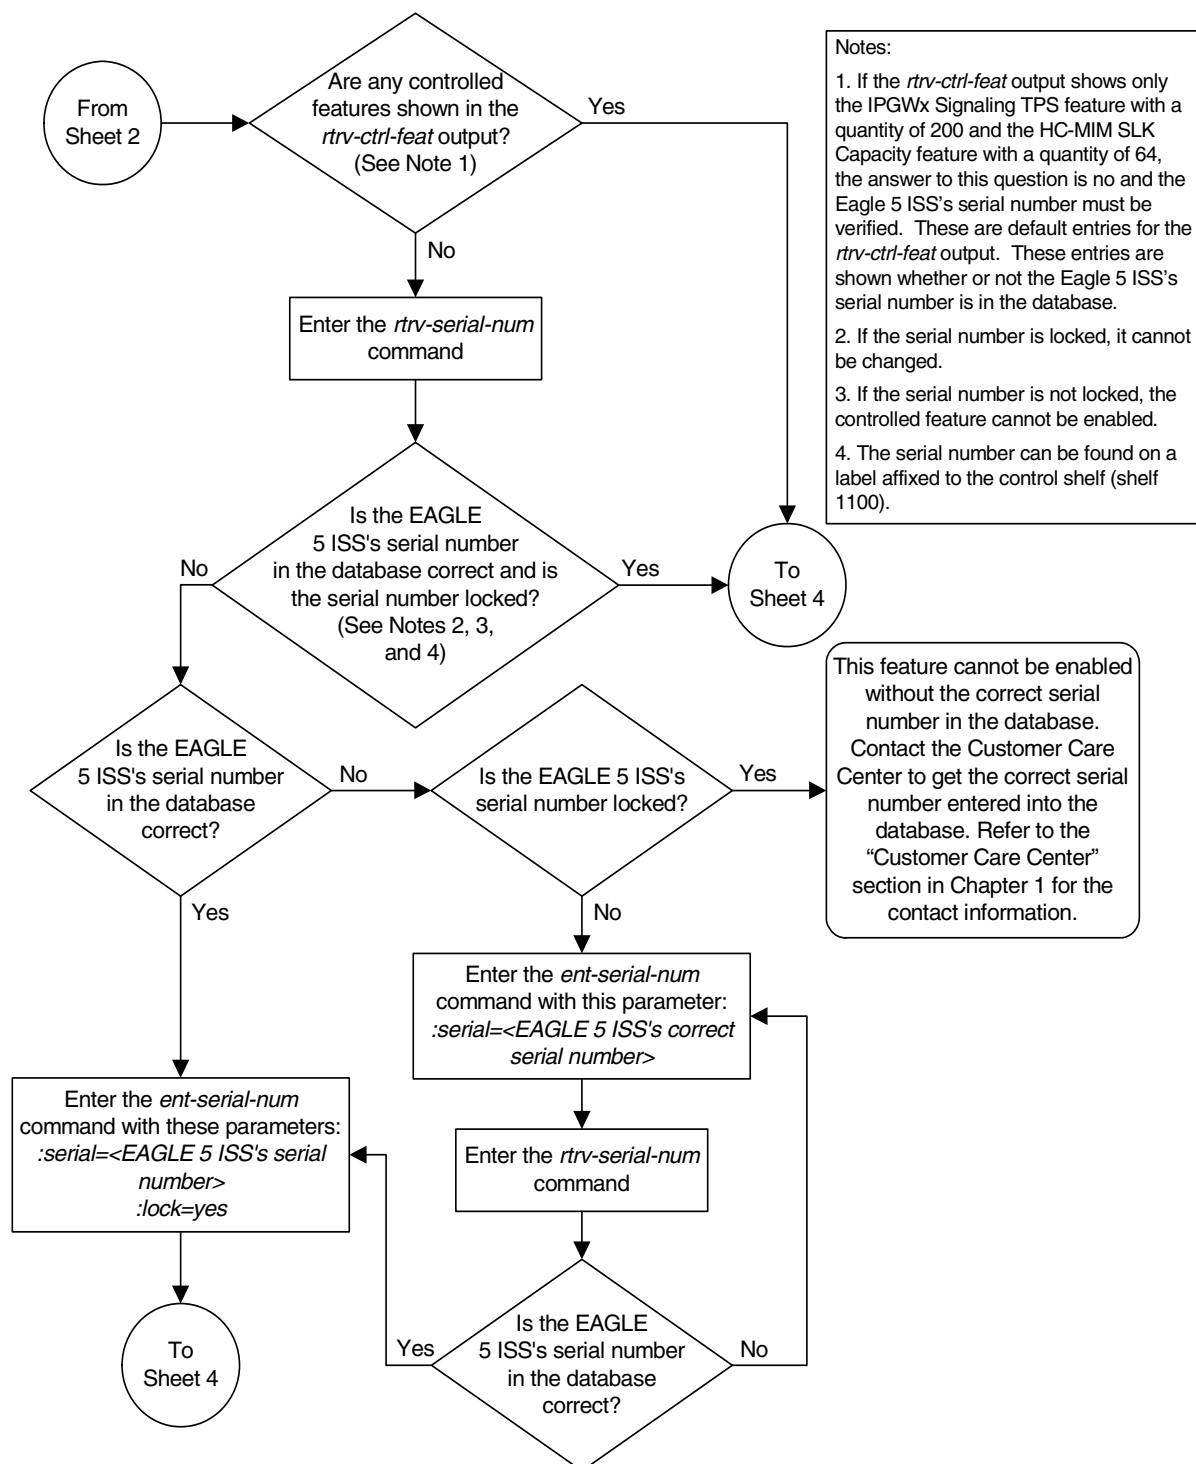 From
Sheet 2
Are any controlled
features shown in the
rtrv-ctrl-feat output?
(See Note 1)
Yes
No
Notes:
1. If the rtrv-ctrl-feat output shows only
the IPGWx Signaling TPS feature with a
quantity of 200 and the HC-MIM SLK
Capacity feature with a quantity of 64,
the answer to this question is no and the
Eagle 5 ISS’s serial number must be
verified. These are default entries for the
rtrv-ctrl-feat output. These entries are
shown whether or not the Eagle 5 ISS’s
serial number is in the database.
2. If the serial number is locked, it cannot
be changed.
3. If the serial number is not locked, the
controlled feature cannot be enabled.
4. The serial number can be found on a
label affixed to the control shelf (shelf
1100).
Enter the rtrv-serial-num
command
Is the EAGLE
5 ISS's serial number
in the database correct and is
the serial number locked?
(See Notes 2, 3,
and 4)
No
Yes
To
Sheet 4
Is the EAGLE
5 ISS's serial number
in the database
correct?
No
Yes
Is the EAGLE 5 ISS's
serial number locked?
Yes
No
This feature cannot be enabled
without the correct serial
number in the database.
Contact the Customer Care
Center to get the correct serial
number entered into the
database. Refer to the
“Customer Care Center”
section in Chapter 1 for the
contact information.
Enter the ent-serial-num
command with this parameter:
:serial=<EAGLE 5 ISS's correct
serial number>
Enter the rtrv-serial-num
command
Is the EAGLE
5 ISS's serial number
in the database
correct?
Yes
No
Enter the ent-serial-num
command with these parameters:
:serial=<EAGLE 5 ISS's serial
number>
:lock=yes
To
Sheet 4